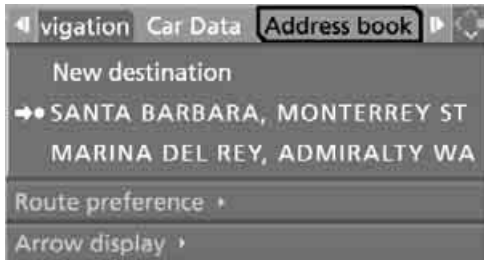 vigation Car Data Address book
New destination
SANTA BARBARA, MONTERREY ST
MARINA DEL REY, ADMIRALTY WA
Route preference
Arrow display